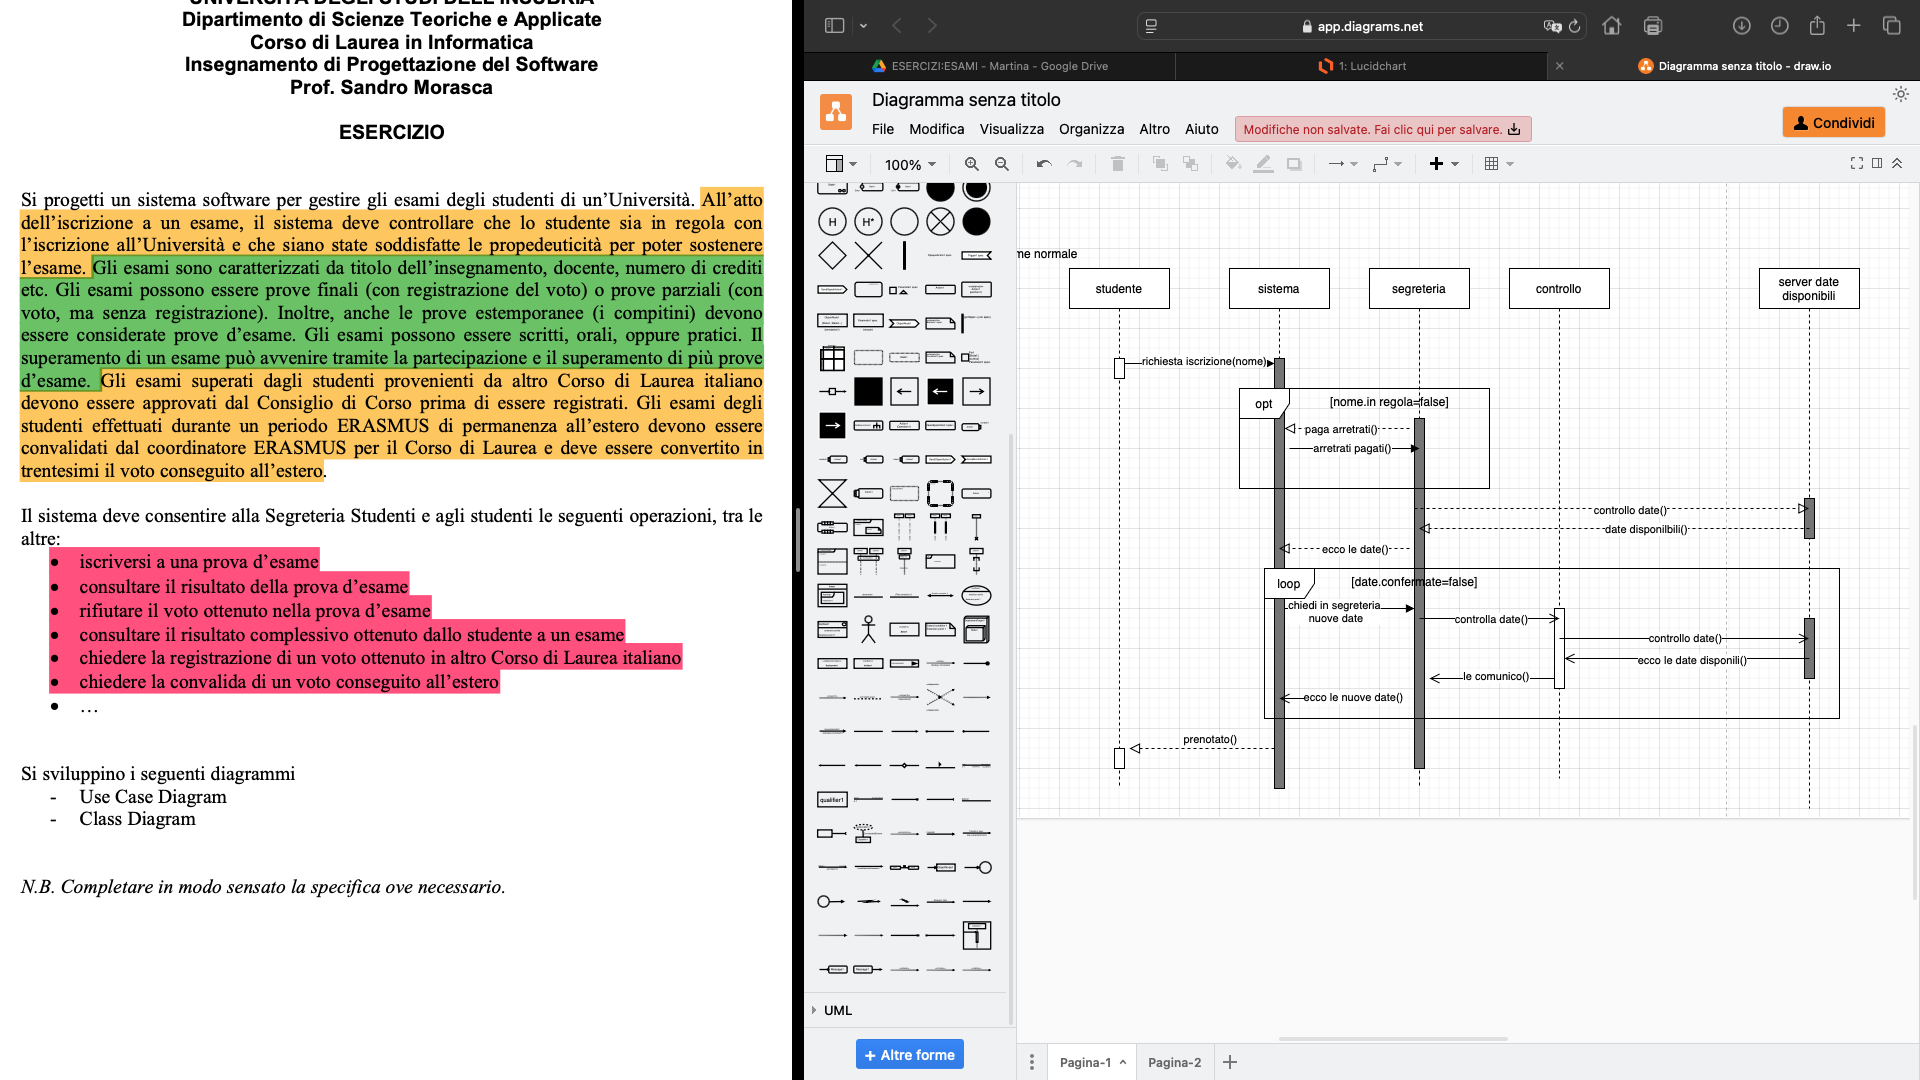 UNIVERSITÀ DEGLI STUDI DELL'INSUBRIA
Dipartimento di Scienze Teoriche e Applicate
Corso di Laurea in Informatica
Insegnamento di Progettazione del Software
Prof. Sandro Morasca
ESERCIZIO
Si progetti un sistema software per gestire gli esami degli studenti di un'Università. All'atto
dell'iscrizione a un esame, il sistema deve controllare che lo studente sia in regola con
l'iscrizione all'Università e che siano state soddisfatte le propedeuticità per poter sostenere
l'esame. Gli esami sono caratterizzati da titolo dell'insegnamento, docente, numero di crediti
etc. Gli esami possono essere prove finali (con registrazione del voto) o prove parziali (con
voto, ma senza registrazione). Inoltre, anche le prove estemporanee (i compitini) devono
essere considerate prove d'esame. Gli esami possono essere scritti, orali, oppure pratici. Il
superamento di un esame può avvenire tramite la partecipazione e il superamento di più prove
d'esame. Gli esami superati dagli studenti provenienti da altro Corso di Laurea italiano
devono essere approvati dal Consiglio di Corso prima di essere registrati. Gli esami degli
studenti effettuati durante un periodo ERASMUS di permanenza all'estero devono essere
convalidati dal coordinatore ERASMUS per il Corso di Laurea e deve essere convertito in
trentesimi il voto conseguito all'estero.
Il sistema deve consentire alla Segreteria Studenti e agli studenti le seguenti operazioni, tra le
altre:
• iscriversi a una prova d'esame
• consultare il risultato della prova d'esame
• rifiutare il voto ottenuto nella prova d'esame
• consultare il risultato complessivo ottenuto dallo studente a un esame
• chiedere la registrazione di un voto ottenuto in altro Corso di Laurea italiano
• chiedere la convalida di un voto conseguito all'estero
• …
Si sviluppino i seguenti diagrammi
- Use Case Diagram
- Class Diagram
N.B. Completare in modo sensato la specifica ove necessario.
app.diagrams.net
ESERCIZI:ESAMI - Martina - Google Drive
1: Lucidchart
Diagramma senza titolo - draw.io
Diagramma senza titolo
File Modifica Visualizza Organizza Altro Aiuto
Modifiche non salvate. Fai clic qui per salvare.
Condividi
100%
H
H*
qualifier1
UML
+ Altre forme
me normale
studente
sistema
segreteria
controllo
server date
disponibili
richiesta iscrizione(nome)
opt
[nome.in regola=false]
paga arretrati()
arretrati pagati()
controllo date()
date disponilbili()
ecco le date()
loop
[date.confermate=false]
chiedi in segreteria
nuove date
controlla date()
controllo date()
ecco le date disponili()
le comunico()
ecco le nuove date()
prenotato()
Pagina-1
Pagina-2